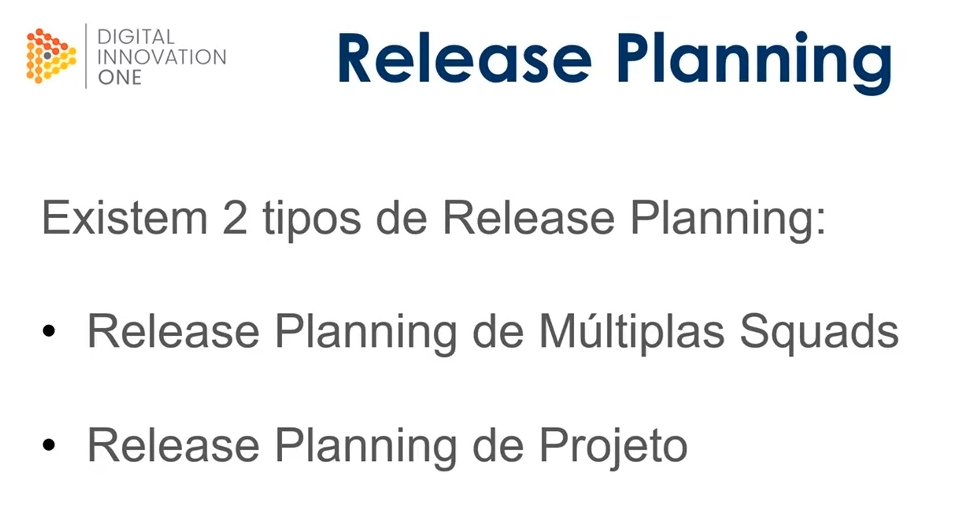 DIGITAL
INNOVATION
ONE
Release Planning
Existem 2 tipos de Release Planning:
• Release Planning de Múltiplas Squads
• Release Planning de Projeto